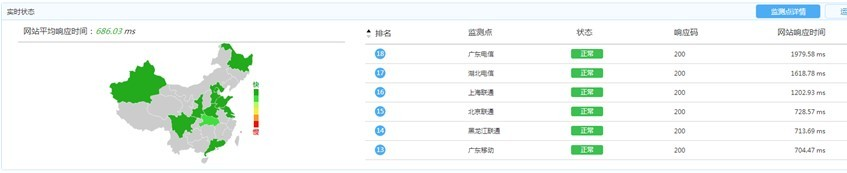 实时状态
监测点详情
网站平均响应时间：686.03 ms
快
慢
排名 监测点 状态 响应码 网站响应时间
18 广东电信 正常 200 1979.58 ms
17 湖北电信 正常 200 1618.78 ms
16 上海联通 正常 200 1202.93 ms
15 北京联通 正常 200 728.57 ms
14 黑龙江联通 正常 200 713.69 ms
13 广东移动 正常 200 704.47 ms